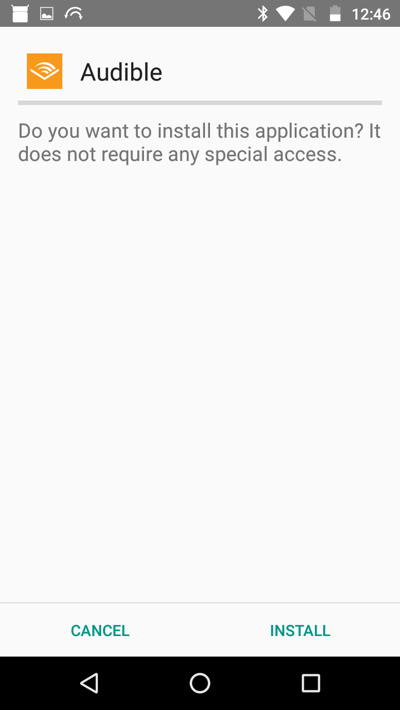 12:46
Audible
Do you want to install this application? It
does not require any special access.
CANCEL INSTALL